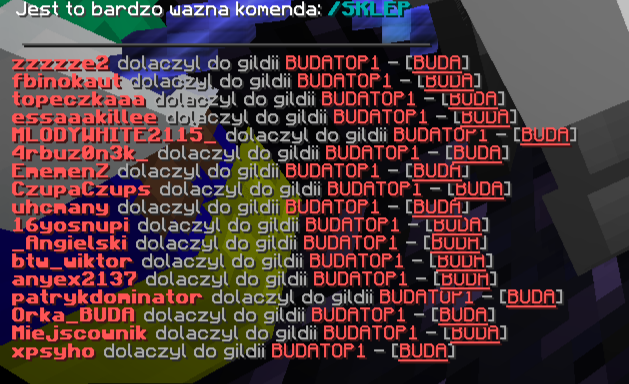 Jest to bardzo wazna komenda: /SKLEP
zzzzze2 dolaczyl do gildii BUDATOP1 - [BUDA]
fbinokaut dolaczyl do gildii BUDATOP1 - [BUDA]
topeczkaaa dolaczyl do gildii BUDATOP1 - [BUDA]
essaaakillee dolaczyl do gildii BUDATOP1 - [BUDA]
MLODYWHITE2115_ dolaczyl do gildii BUDATOP1 - [BUDA]
4rbuz0n3k_ dolaczyl do gildii BUDATOP1 - [BUDA]
EmemenZ dolaczyl do gildii BUDATOP1 - [BUDA]
CzupaCzups dolaczyl do gildii BUDATOP1 - [BUDA]
uhcmany dolaczyl do gildii BUDATOP1 - [BUDA]
16yosnupi dolaczyl do gildii BUDATOP1 - [BUDA]
_Angielski dolaczyl do gildii BUDATOP1 - [BUDA]
btw_wiktor dolaczyl do gildii BUDATOP1 - [BUDA]
anyex2137 dolaczyl do gildii BUDATOP1 - [BUDA]
patrykdominator dolaczyl do gildii BUDATOP1 - [BUDA]
Orka_BUDA dolaczyl do gildii BUDATOP1 - [BUDA]
Miejscownik dolaczyl do gildii BUDATOP1 - [BUDA]
xpsyho dolaczyl do gildii BUDATOP1 - [BUDA]